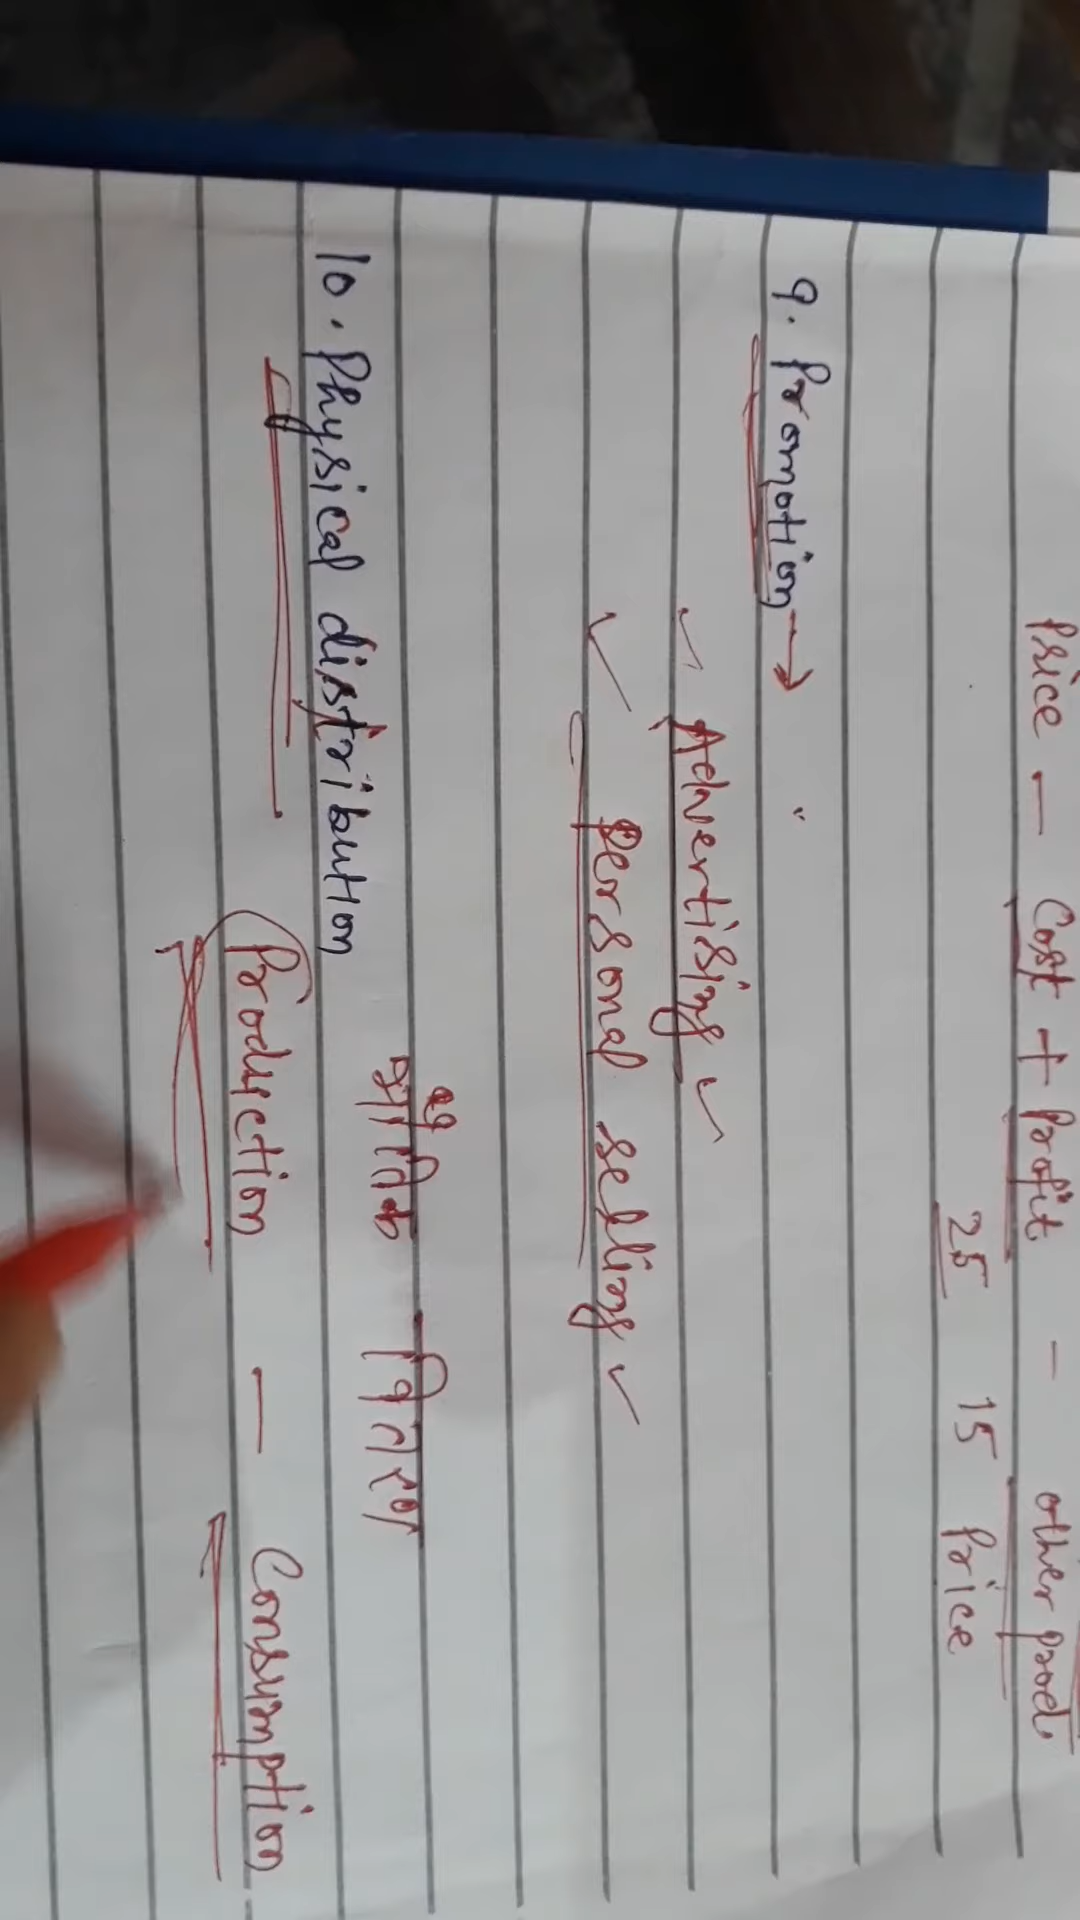 Price - Cost + Profit - other prod.
25 15 Price
9. Promotion →
Advertising
Personal selling
10. Physical distribution
भौतिक वितरण
Production - Consumption